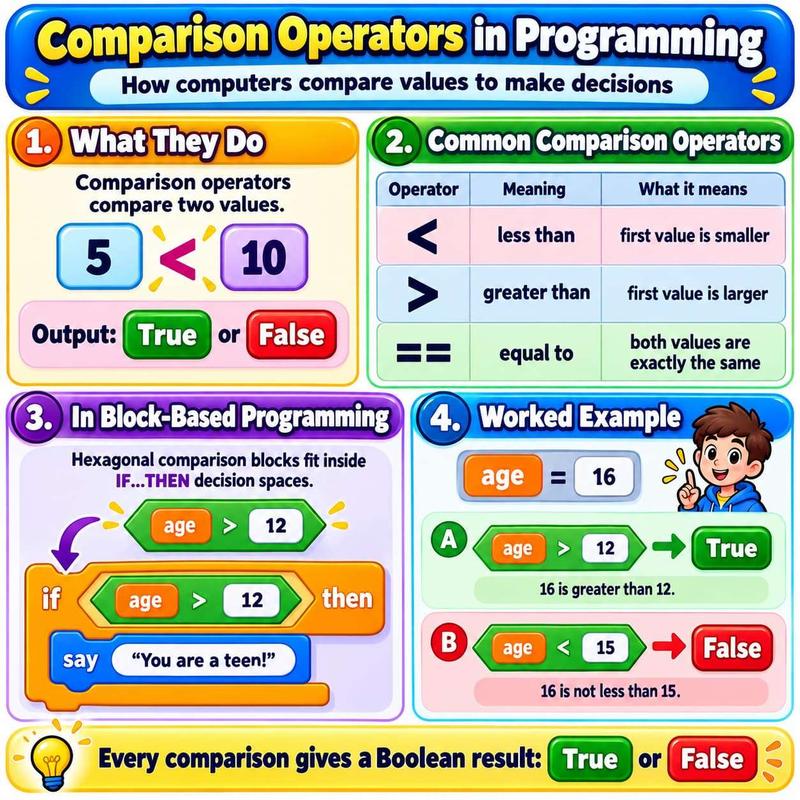 Comparison Operators in Programming
How computers compare values to make decisions
1. What They Do
Comparison operators
compare two values.
5 < 10
Output: True or False
2. Common Comparison Operators
Operator Meaning What it means
< less than first value is smaller
> greater than first value is larger
== equal to both values are
exactly the same
3. In Block-Based Programming
Hexagonal comparison blocks fit inside
IF...THEN decision spaces.
age > 12
if age > 12 then
say “You are a teen!”
4. Worked Example
age = 16
A age > 12 True
16 is greater than 12.
B age < 15 False
16 is not less than 15.
Every comparison gives a Boolean result: True or False